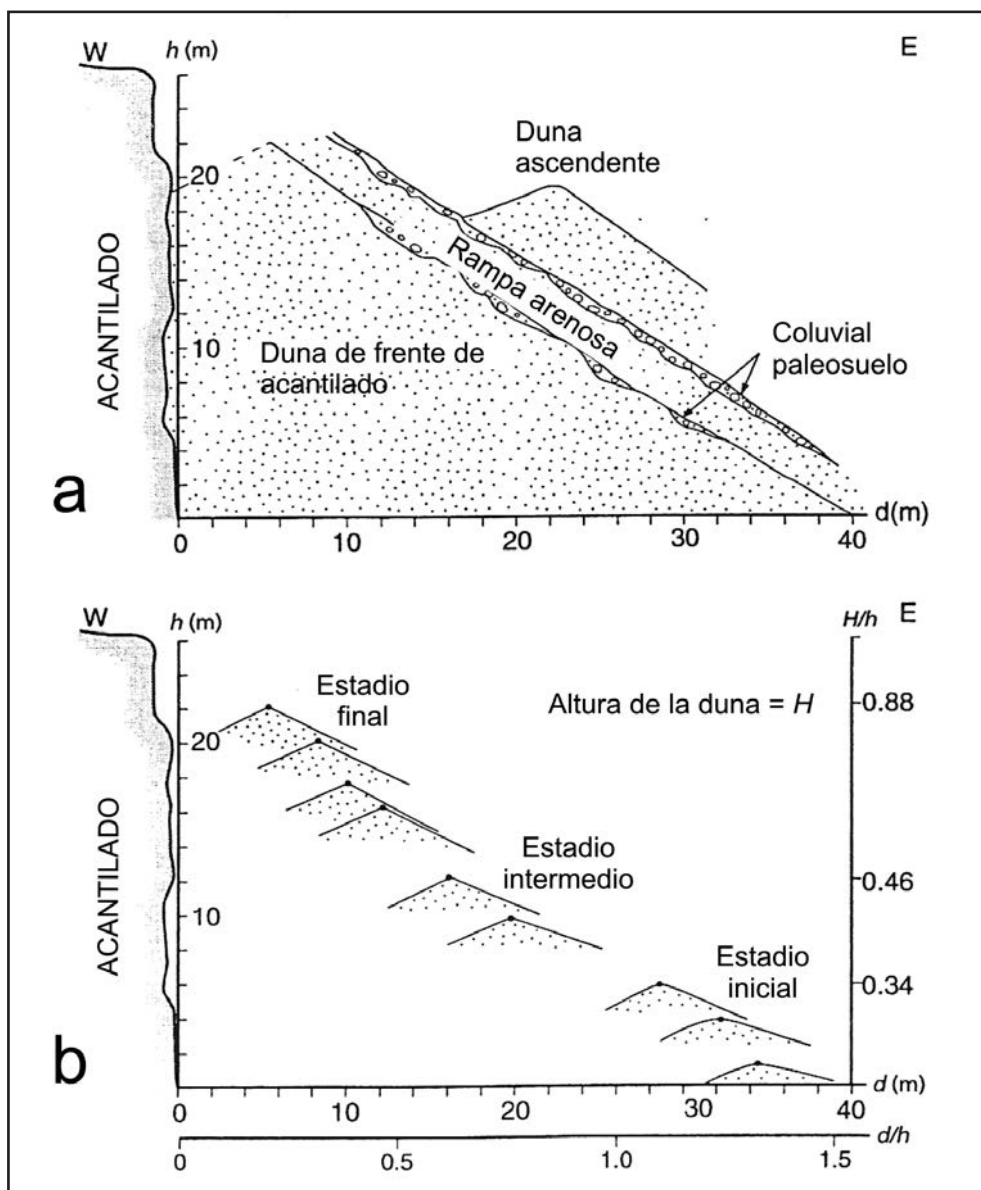 W
h (m)
E
Duna
ascendente
20
Rampa arenosa
ACANTILADO
10
Duna de frente de
acantilado
Coluvial
paleosuelo
a
d(m)
0
10
20
30
40
W
h (m)
H/h
E
Estadio
final
Altura de la duna = H
0.88
20
Estadio
intermedio
0.46
ACANTILADO
10
Estadio
inicial
0.34
b
d (m)
0
10
20
30
40
d/h
0
0.5
1.0
1.5